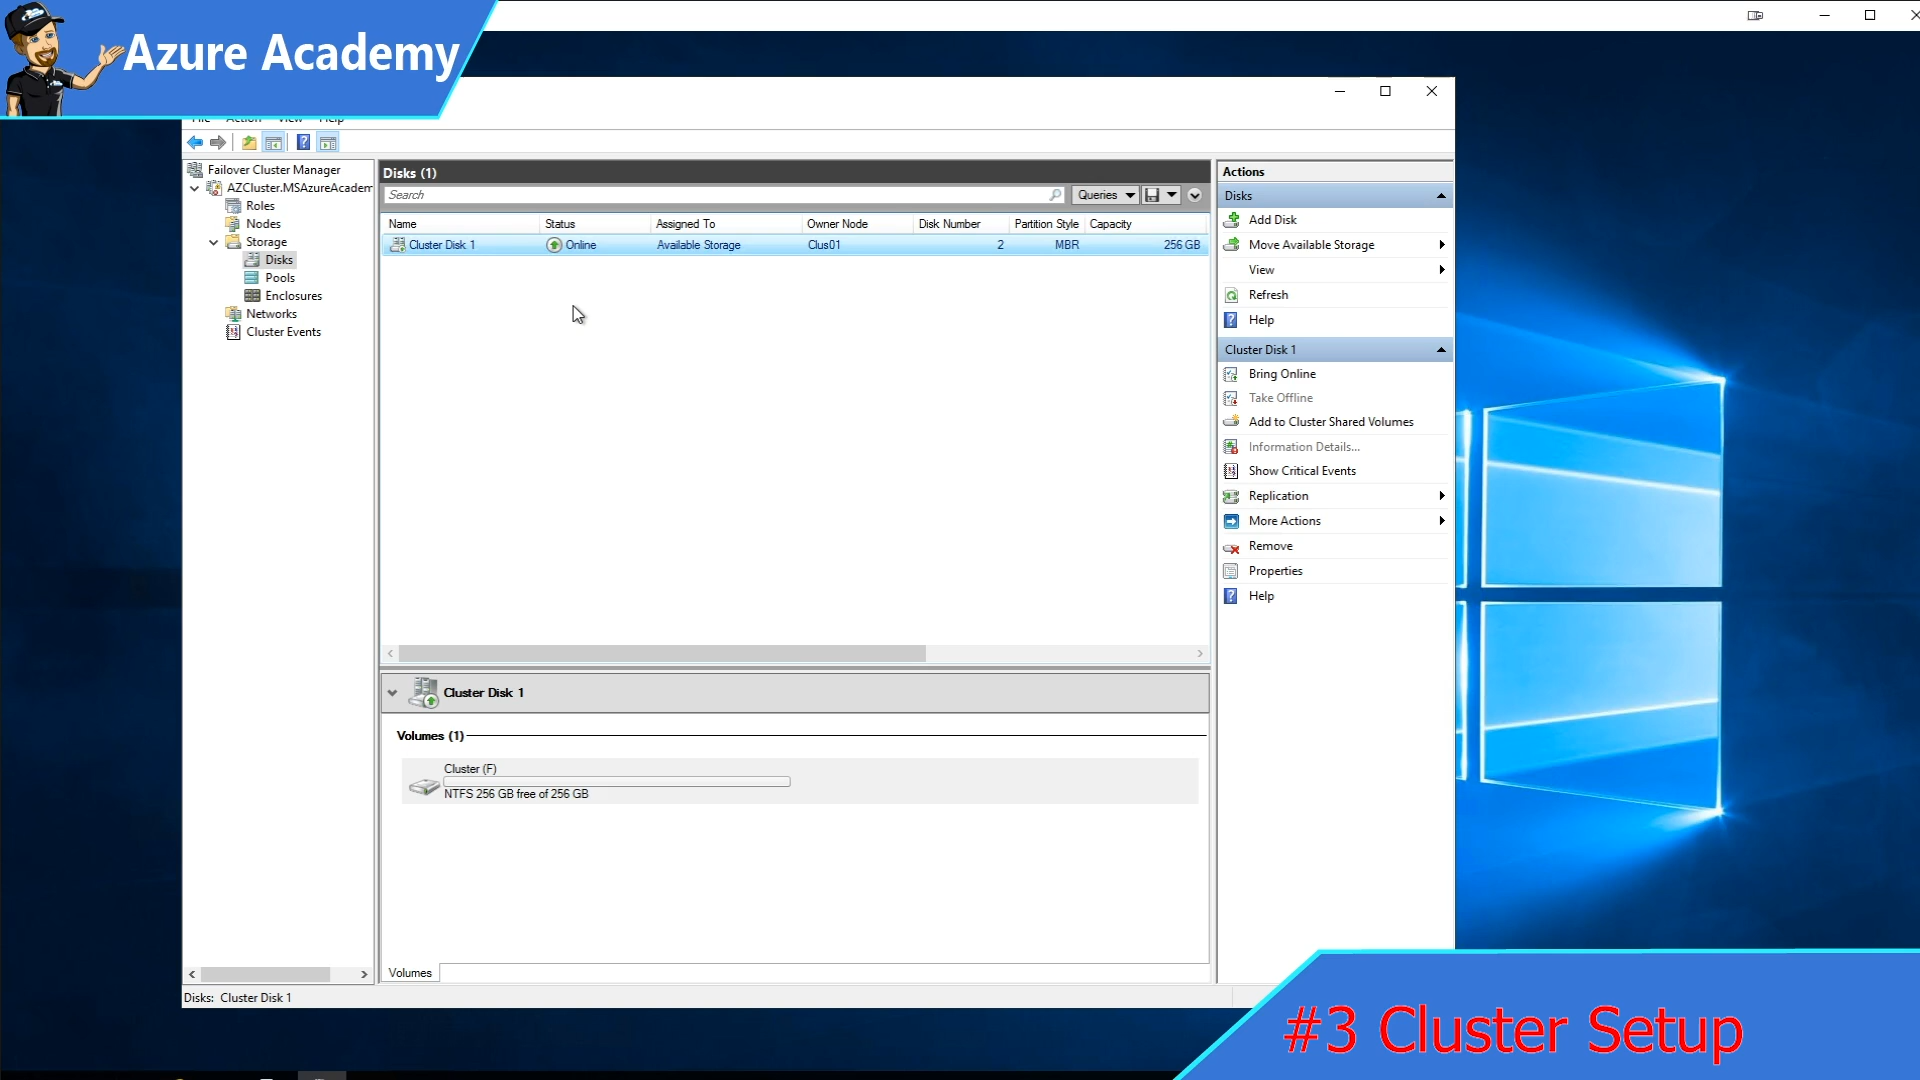 Azure Academy
File Action View Help
Failover Cluster Manager
AZCluster.MSAzureAcadem
Roles
Nodes
Storage
Disks
Pools
Enclosures
Networks
Cluster Events
Disks (1)
Search
Queries
Name Status Assigned To Owner Node Disk Number Partition Style Capacity
Cluster Disk 1 Online Available Storage Clus01 2 MBR 256 GB
Cluster Disk 1
Volumes (1)
Cluster (F)
NTFS 256 GB free of 256 GB
Volumes
Actions
Disks
Add Disk
Move Available Storage
View
Refresh
Help
Cluster Disk 1
Bring Online
Take Offline
Add to Cluster Shared Volumes
Information Details...
Show Critical Events
Replication
More Actions
Remove
Properties
Help
Disks: Cluster Disk 1
#3 Cluster Setup